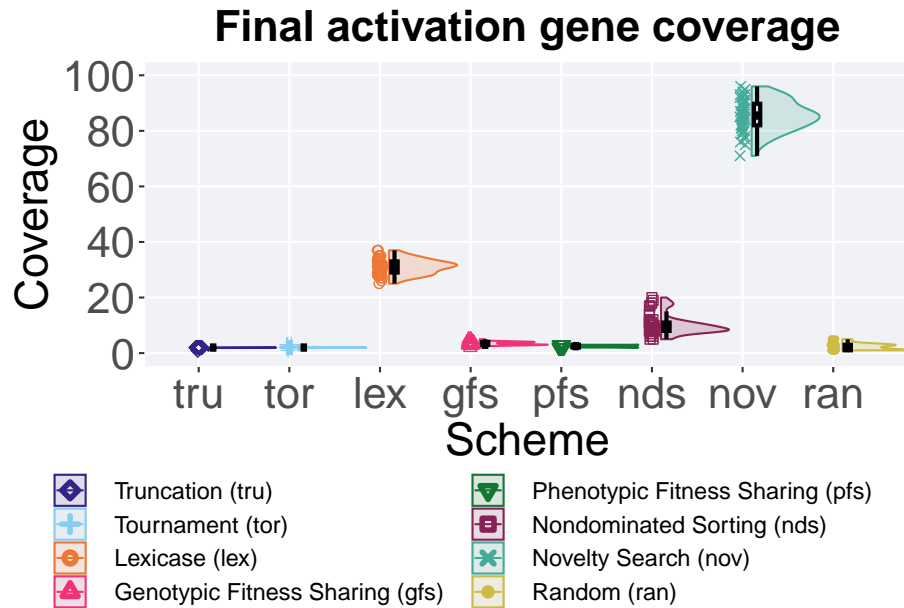 Final activation gene coverage
Coverage
100
80
60
40
20
0
tru tor lex gfs pfs nds nov ran
Scheme
Truncation (tru)
Tournament (tor)
Lexicase (lex)
Genotypic Fitness Sharing (gfs)
Phenotypic Fitness Sharing (pfs)
Nondominated Sorting (nds)
Novelty Search (nov)
Random (ran)